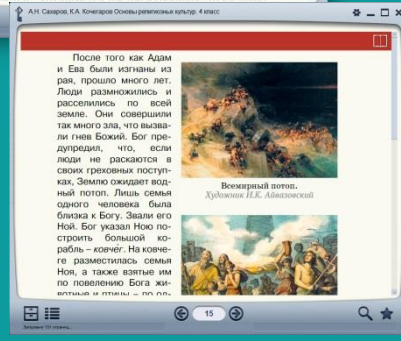 А.Н. Сахаров, К.А. Кочегаров Основы религиозных культур. 4 класс
После того как Адам
и Ева были изгнаны из
рая, прошло много лет.
Люди размножились и
расселились по всей
земле. Они совершили
так много зла, что вызва-
ли гнев Божий. Бог пре-
дупредил, что, если
люди не раскаются в
своих греховных поступ-
ках, Землю ожидает вод-
ный потоп. Лишь семья
одного человека была
близка к Богу. Звали его
Ной. Бог указал Ною по-
строить большой ко-
рабль – ковчег. На ковче-
ге разместилась семья
Ноя, а также взятые им
по повелению Бога жи-
вотные и птицы – по од-
Всемирный потоп.
Художник И.К. Айвазовский
15